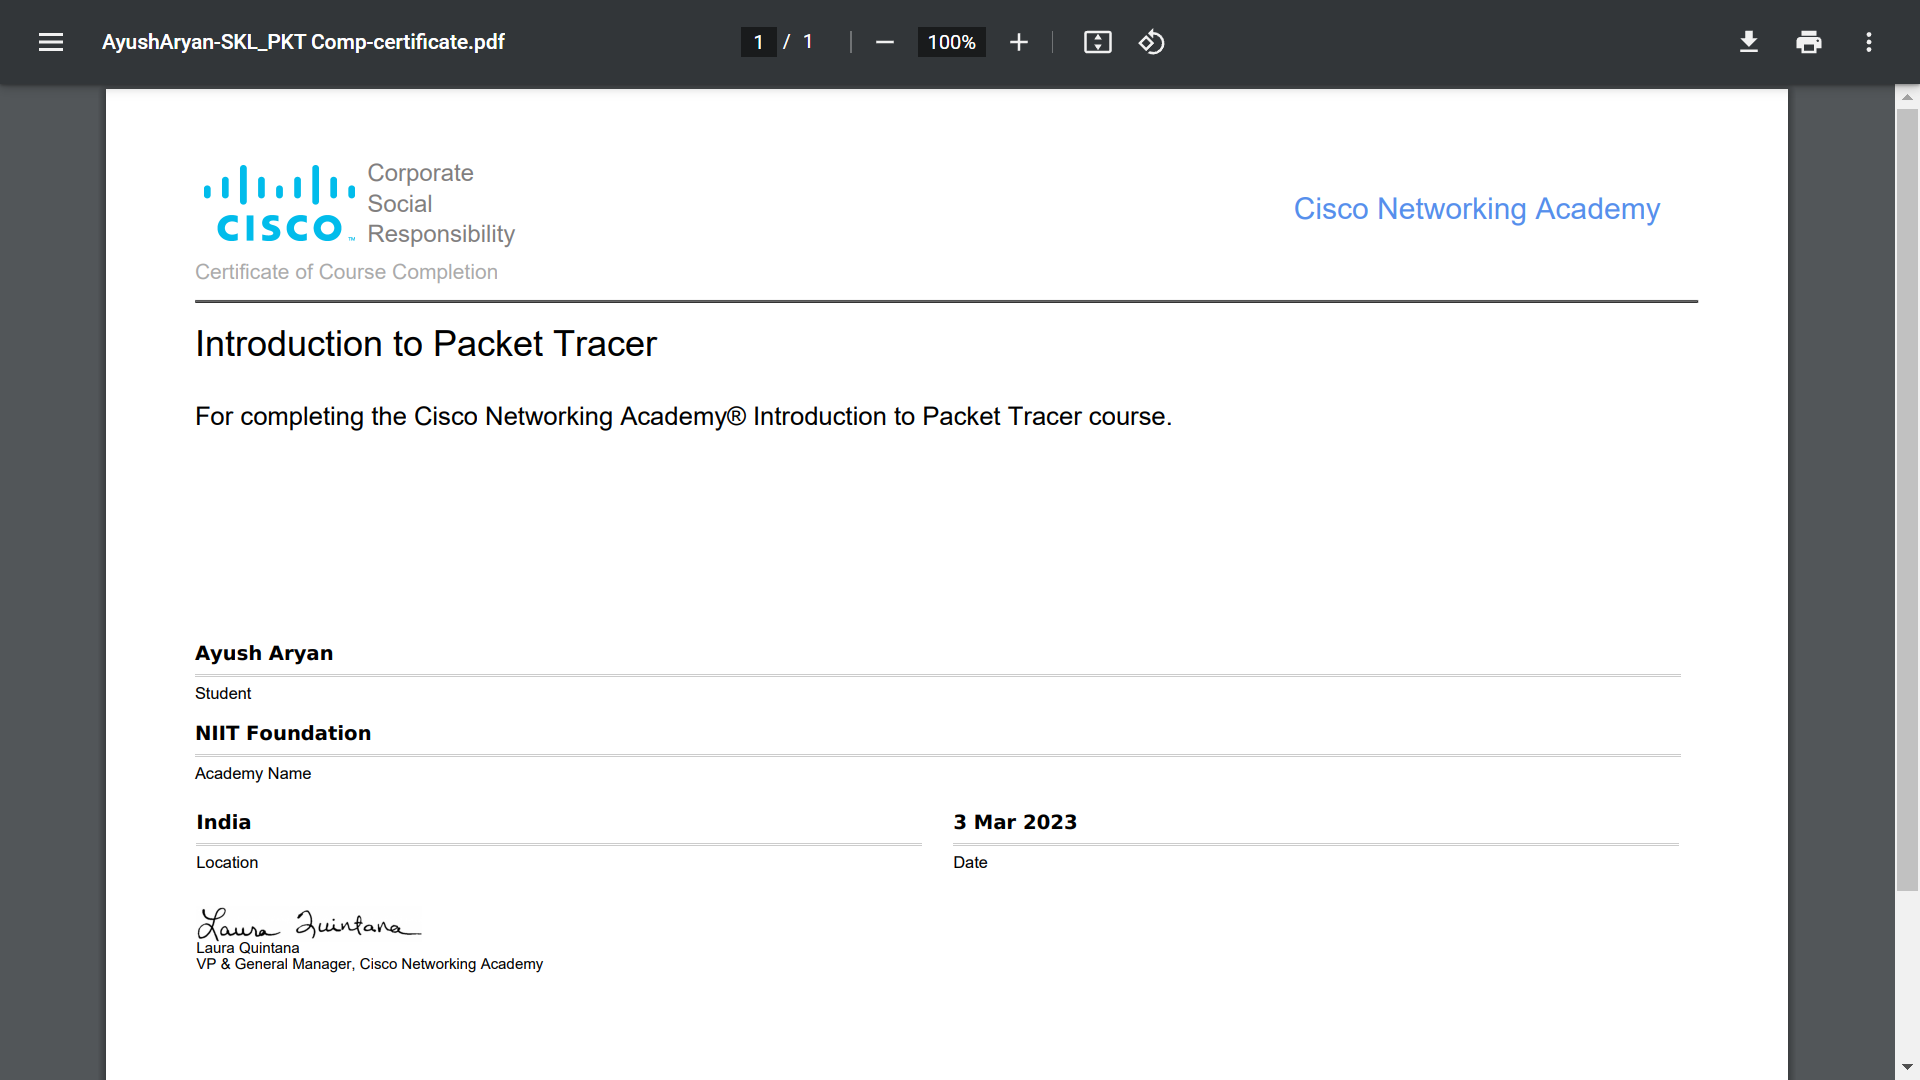 AyushAryan-SKL_PKT Comp-certificate.pdf
1 / 1
100%
Corporate
Social
Responsibility
CISCO™
Cisco Networking Academy
Certificate of Course Completion
Introduction to Packet Tracer
For completing the Cisco Networking Academy® Introduction to Packet Tracer course.
Ayush Aryan
Student
NIIT Foundation
Academy Name
India
Location
3 Mar 2023
Date
Laura Quintana
Laura Quintana
VP & General Manager, Cisco Networking Academy